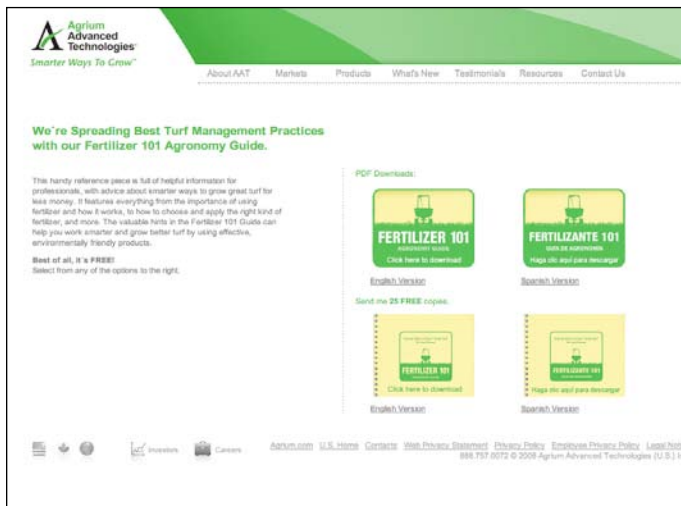 Agrium
Advanced
Technologies
Smarter Ways To Grow™
About AAT Markets Products What's New Testimonials Resources Contact Us
We're Spreading Best Turf Management Practices
with our Fertilizer 101 Agronomy Guide.
This handy reference piece is full of helpful information for
professionals, with advice about smarter ways to grow great turf for
less money. It features everything from the importance of using
fertilizer and how it works, to how to choose and apply the right kind of
fertilizer, and more. The valuable hints in the Fertilizer 101 Guide can
help you work smarter and grow better turf by using effective,
environmentally friendly products.
Best of all, it's FREE!
Select from any of the options to the right.
PDF Downloads:
FERTILIZER 101
AGRONOMY GUIDE
Click here to download
English Version
FERTILIZANTE 101
GUÍA DE AGRONOMÍA
Haga clic aquí para descargar
Spanish Version
Send me 25 FREE copies.
FERTILIZER 101
Click here to download
English Version
FERTILIZANTE 101
Haga clic aquí para descargar
Spanish Version
Investors Careers
Agrium.com U.S. Home Contacts Web Privacy Statement Privacy Policy Employee Privacy Policy Legal Noti
888.757.0072 © 2008 Agrium Advanced Technologies (U.S.) I